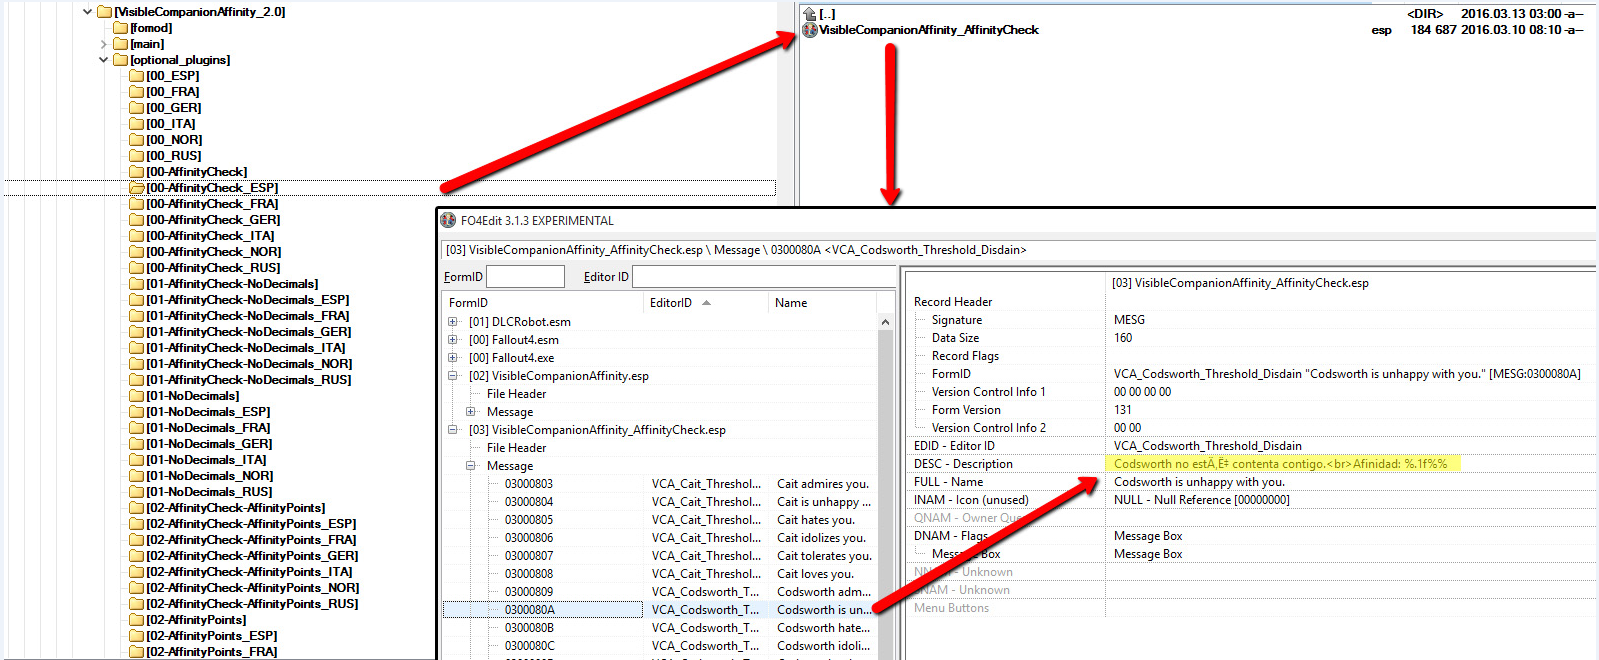 [VisibleCompanionAffinity_2.0]
[fomod]
[main]
[optional_plugins]
[00_ESP]
[00_FRA]
[00_GER]
[00_ITA]
[00_NOR]
[00_RUS]
[00-AffinityCheck]
[00-AffinityCheck_ESP]
[00-AffinityCheck_FRA]
[00-AffinityCheck_GER]
[00-AffinityCheck_ITA]
[00-AffinityCheck_NOR]
[00-AffinityCheck_RUS]
[01-AffinityCheck-NoDecimals]
[01-AffinityCheck-NoDecimals_ESP]
[01-AffinityCheck-NoDecimals_FRA]
[01-AffinityCheck-NoDecimals_GER]
[01-AffinityCheck-NoDecimals_ITA]
[01-AffinityCheck-NoDecimals_NOR]
[01-AffinityCheck-NoDecimals_RUS]
[01-NoDecimals]
[01-NoDecimals_ESP]
[01-NoDecimals_FRA]
[01-NoDecimals_GER]
[01-NoDecimals_ITA]
[01-NoDecimals_NOR]
[01-NoDecimals_RUS]
[02-AffinityCheck-AffinityPoints]
[02-AffinityCheck-AffinityPoints_ESP]
[02-AffinityCheck-AffinityPoints_FRA]
[02-AffinityCheck-AffinityPoints_GER]
[02-AffinityCheck-AffinityPoints_ITA]
[02-AffinityCheck-AffinityPoints_NOR]
[02-AffinityCheck-AffinityPoints_RUS]
[02-AffinityPoints]
[02-AffinityPoints_ESP]
[02-AffinityPoints_FRA]
[..] <DIR> 2016.03.13 03:00 -a--
VisibleCompanionAffinity_AffinityCheck esp 184 687 2016.03.10 08:10 -a--
FO4Edit 3.1.3 EXPERIMENTAL
[03] VisibleCompanionAffinity_AffinityCheck.esp \ Message \ 0300080A <VCA_Codsworth_Threshold_Disdain>
FormID Editor ID
FormID EditorID Name
[01] DLCRobot.esm
[00] Fallout4.esm
[00] Fallout4.exe
[02] VisibleCompanionAffinity.esp
File Header
Message
[03] VisibleCompanionAffinity_AffinityCheck.esp
File Header
Message
03000803 VCA_Cait_Threshol... Cait admires you.
03000804 VCA_Cait_Threshol... Cait is unhappy ...
03000805 VCA_Cait_Threshol... Cait hates you.
03000806 VCA_Cait_Threshol... Cait idolizes you.
03000807 VCA_Cait_Threshol... Cait tolerates you.
03000808 VCA_Cait_Threshol... Cait loves you.
03000809 VCA_Codsworth_T... Codsworth adm...
0300080A VCA_Codsworth_T... Codsworth is un...
0300080B VCA_Codsworth_T... Codsworth hate...
0300080C VCA_Codsworth_T... Codsworth idoli...
[03] VisibleCompanionAffinity_AffinityCheck.esp
Record Header
Signature MESG
Data Size 160
Record Flags
FormID VCA_Codsworth_Threshold_Disdain "Codsworth is unhappy with you." [MESG:0300080A]
Version Control Info 1 00 00 00 00
Form Version 131
Version Control Info 2 00 00
EDID - Editor ID VCA_Codsworth_Threshold_Disdain
DESC - Description Codsworth no estÄ‚Ë‡ contenta contigo.<br>Afinidad: %.1f%%
FULL - Name Codsworth is unhappy with you.
INAM - Icon (unused) NULL - Null Reference [00000000]
QNAM - Owner
DNAM - Flags Message Box
Message Box Message Box
Unknown
Unknown
Menu Buttons